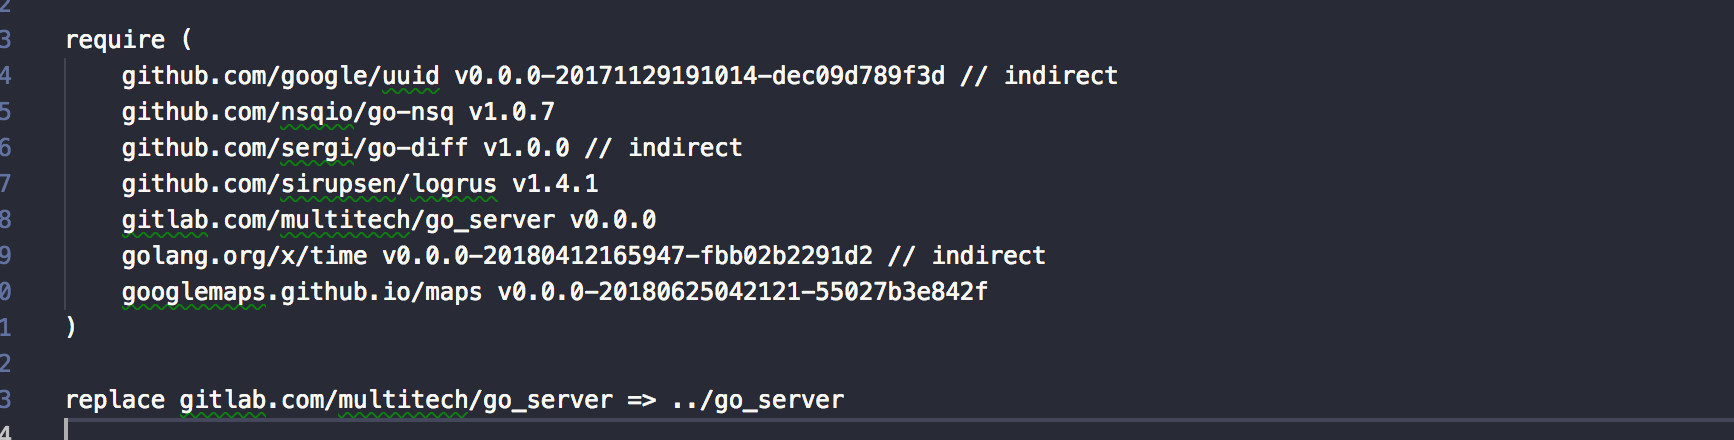 2
3 require (
4 github.com/google/uuid v0.0.0-20171129191014-dec09d789f3d // indirect
5 github.com/nsqio/go-nsq v1.0.7
6 github.com/sergi/go-diff v1.0.0 // indirect
7 github.com/sirupsen/logrus v1.4.1
8 gitlab.com/multitech/go_server v0.0.0
9 golang.org/x/time v0.0.0-20180412165947-fbb02b2291d2 // indirect
0 googlemaps.github.io/maps v0.0.0-20180625042121-55027b3e842f
1 )
2
3 replace gitlab.com/multitech/go_server => ../go_server
4